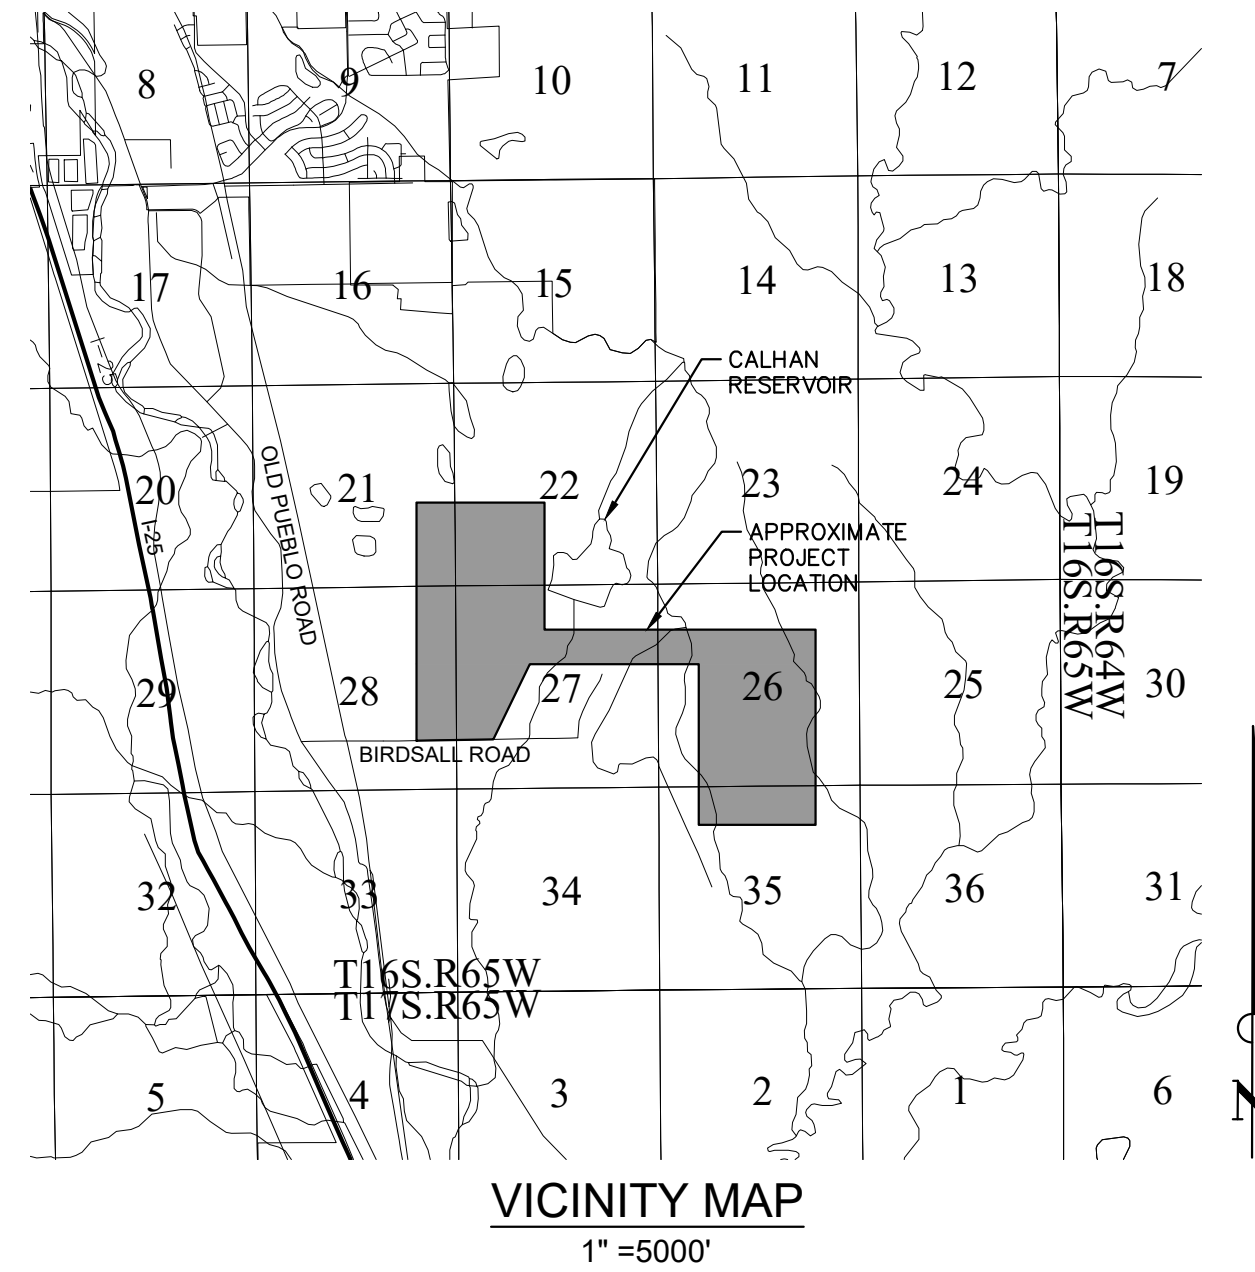 8
9
10
11
12
7
17
16
15
14
13
18
I - 25
CALHAN
RESERVOIR
20
21
22
23
24
19
I-25
OLD PUEBLO ROAD
APPROXIMATE
PROJECT
LOCATION
T16S.R64W
T16S.R65W
29
28
27
26
25
30
BIRDSALL ROAD
32
33
34
35
36
31
T16S.R65W
T17S.R65W
5
4
3
2
1
6
N
VICINITY MAP
1" =5000'